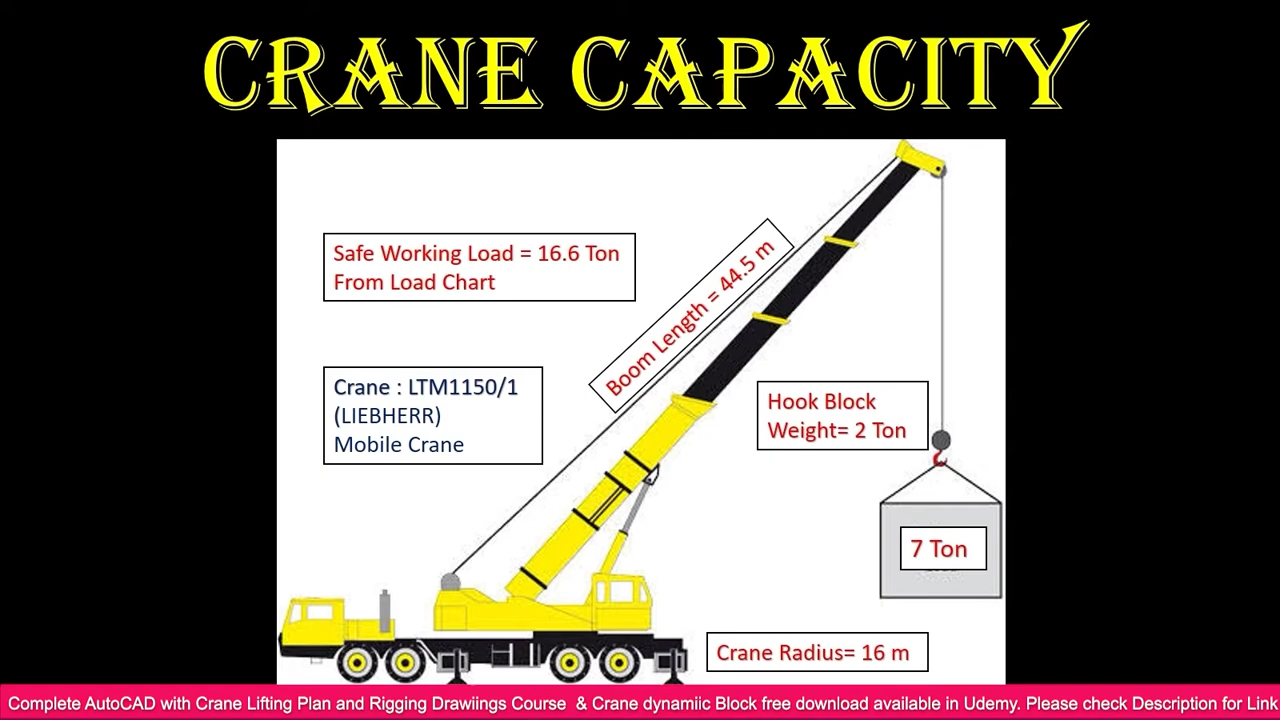 CRANE CAPACITY
Safe Working Load = 16.6 Ton
From Load Chart
Boom Length = 44.5 m
Crane : LTM1150/1
(LIEBHERR)
Mobile Crane
Hook Block
Weight= 2 Ton
7 Ton
Crane Radius= 16 m
Complete AutoCAD with Crane Lifting Plan and Rigging Drawiings Course & Crane dynamiic Block free download available in Udemy. Please check Description for Link